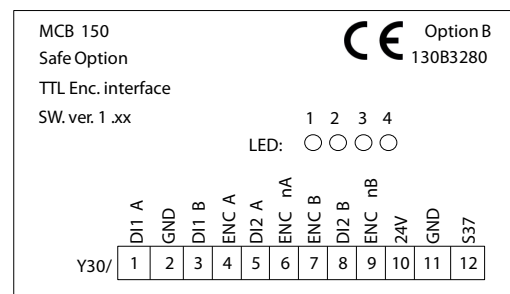 MCB 150
Safe Option
TTL Enc. interface
SW. ver. 1 .xx
CE
Option B
130B3280
1 2 3 4
LED:
DI1 A
GND
DI1 B
ENC A
DI2 A
ENC nA
ENC B
DI2 B
ENC nB
24V
GND
S37
Y30/ 1 2 3 4 5 6 7 8 9 10 11 12